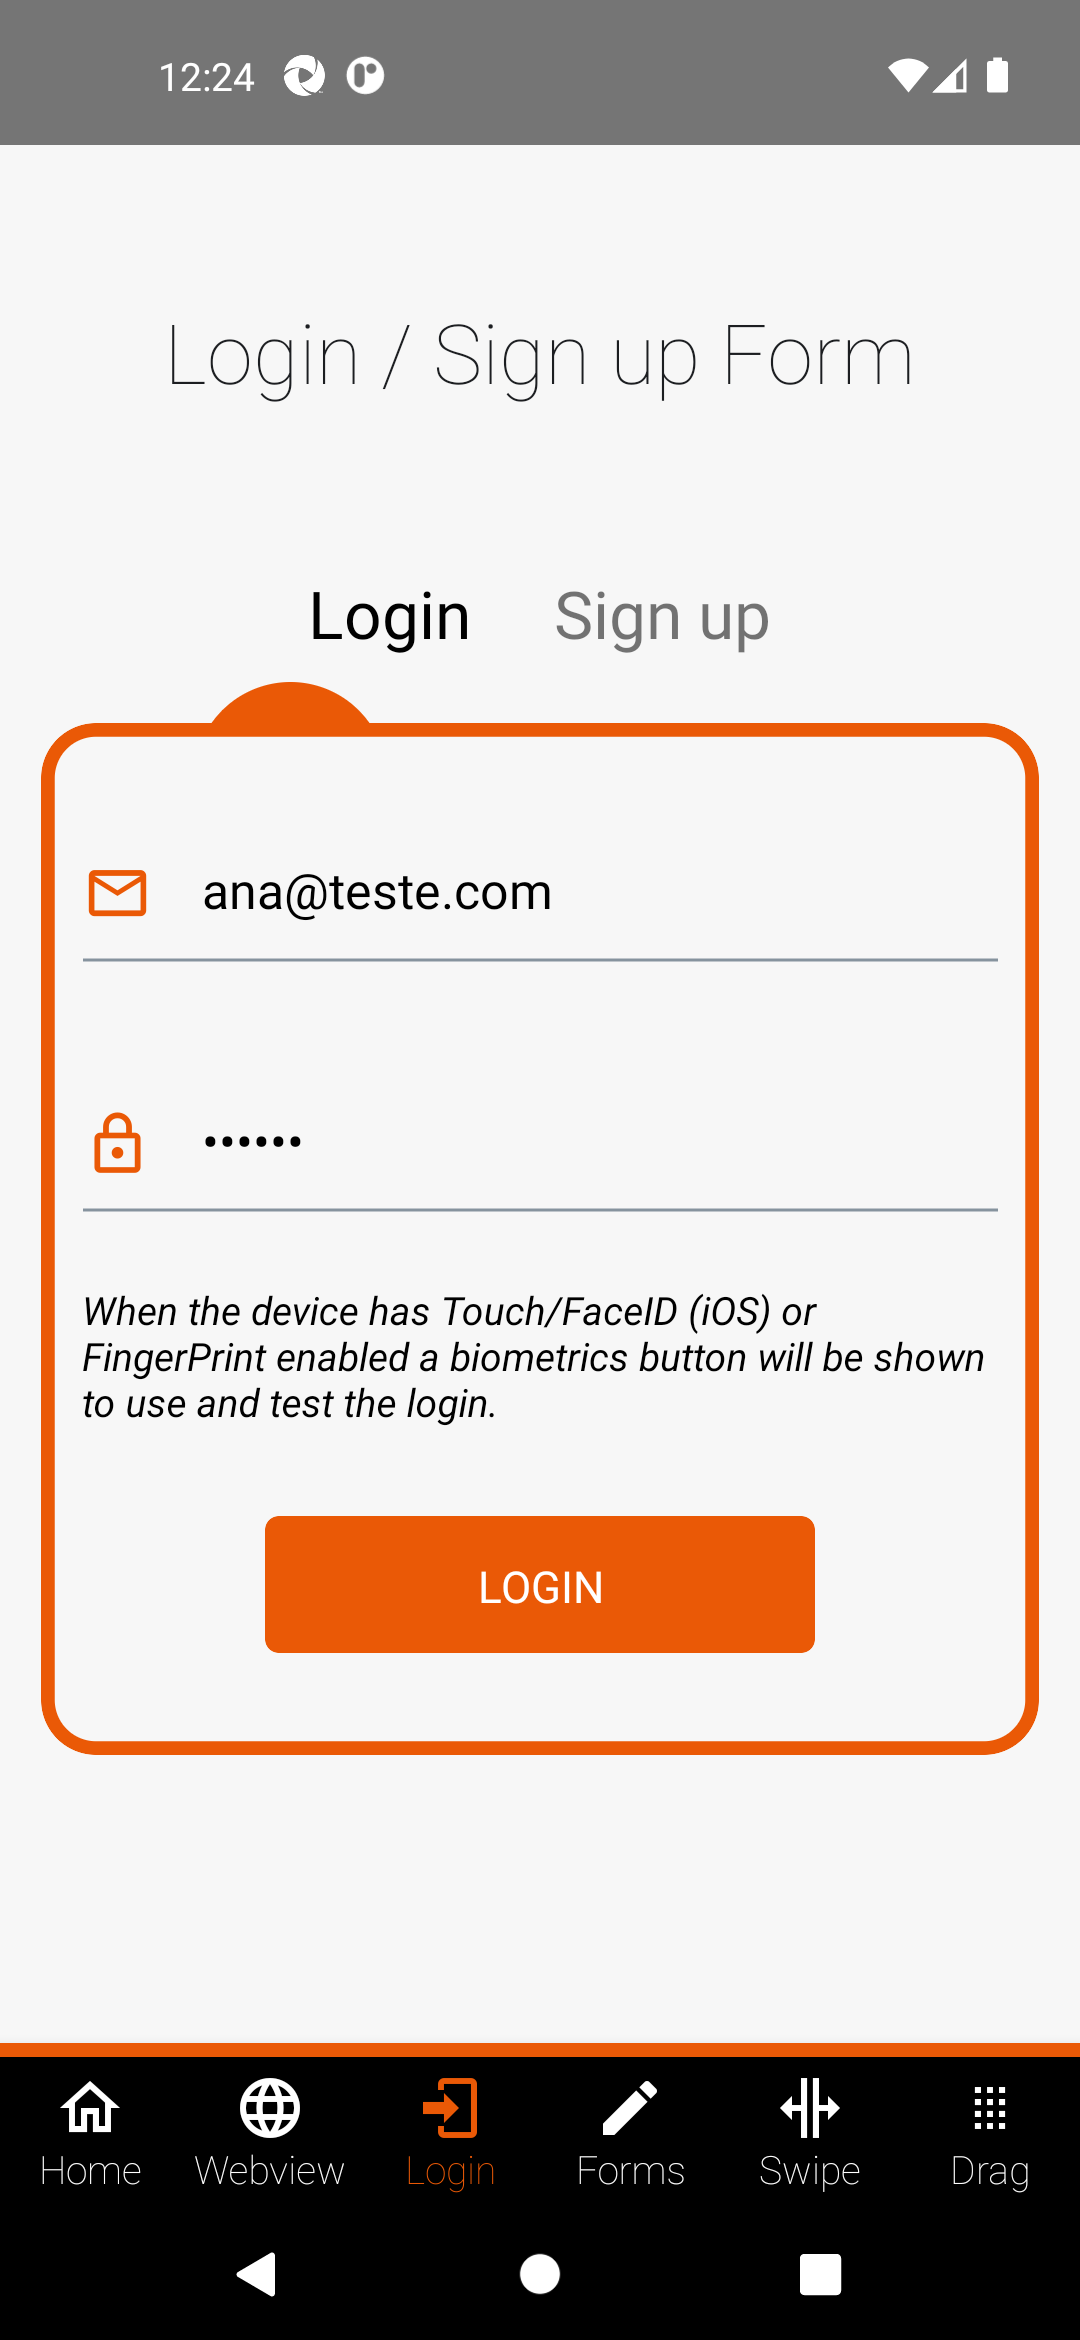 12:24
Login / Sign up Form
Login Sign up
ana@teste.com
••••••
When the device has Touch/FaceID (iOS) or
FingerPrint enabled a biometrics button will be shown
to use and test the login.
LOGIN
Home Webview Login Forms Swipe Drag